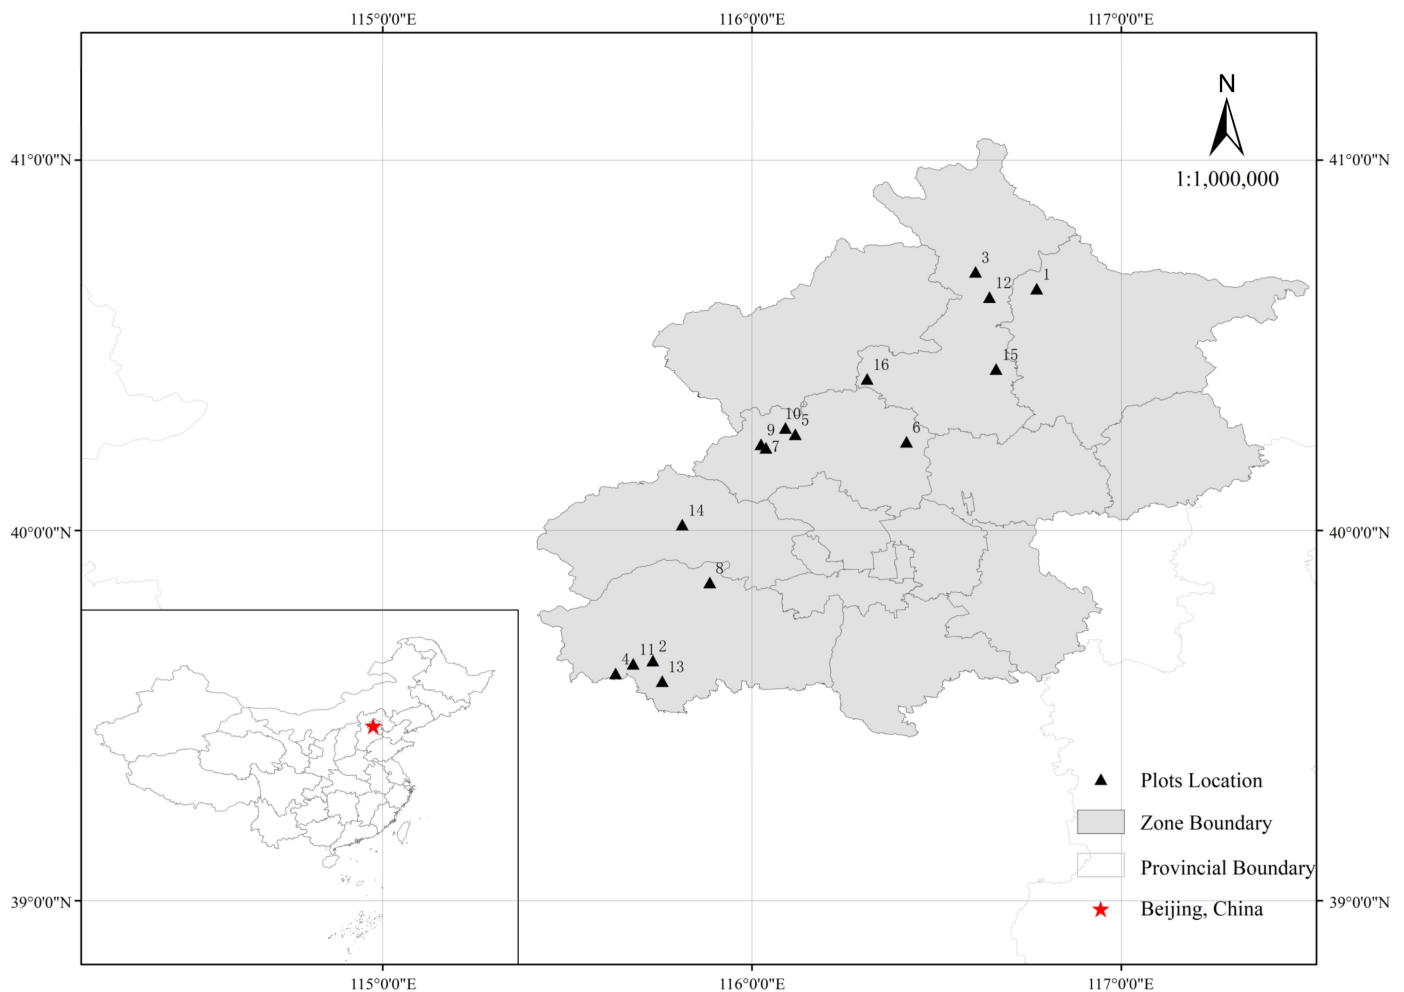 115°0'0"E
116°0'0"E
117°0'0"E
N
1:1,000,000
41°0'0"N
41°0'0"N
3
12
1
15
16
10
5
9
7
6
14
40°0'0"N
40°0'0"N
8
4
11
2
13
Plots Location
Zone Boundary
Provincial Boundary
Beijing, China
39°0'0"N
39°0'0"N
115°0'0"E
116°0'0"E
117°0'0"E